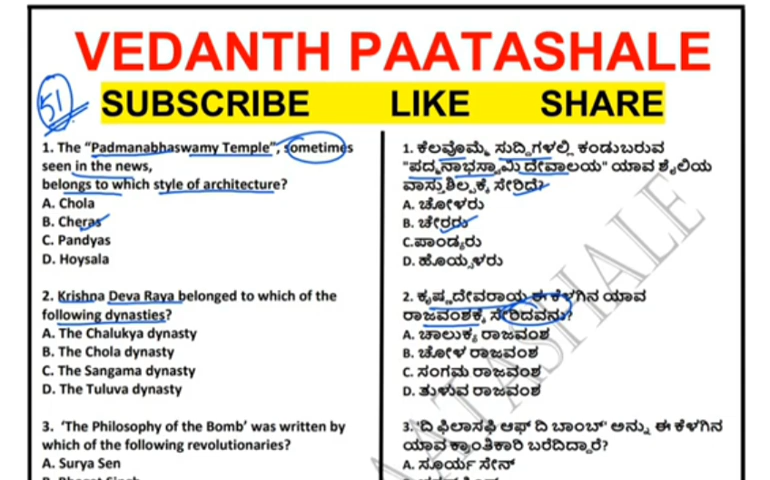 VEDANTH PAATASHALE
SUBSCRIBE LIKE SHARE
51
1. The “Padmanabhaswamy Temple”, sometimes
seen in the news,
belongs to which style of architecture?
A. Chola
B. Cheras
C. Pandyas
D. Hoysala
2. Krishna Deva Raya belonged to which of the
following dynasties?
A. The Chalukya dynasty
B. The Chola dynasty
C. The Sangama dynasty
D. The Tuluva dynasty
3. ‘The Philosophy of the Bomb’ was written by
which of the following revolutionaries?
A. Surya Sen
1. ಕೆಲವೊಮ್ಮೆ ಸುದ್ದಿಗಳಲ್ಲಿ ಕಂಡುಬರುವ
"ಪದ್ಮನಾಭಸ್ವಾಮಿ ದೇವಾಲಯ" ಯಾವ ಶೈಲಿಯ
ವಾಸ್ತುಶಿಲ್ಪಕ್ಕೆ ಸೇರಿದೆ?
A. ಚೋಳರು
B. ಚೇರರು
C.ಪಾಂಡ್ಯರು
D. ಹೊಯ್ಸಳರು
2. ಕೃಷ್ಣದೇವರಾಯ ಈ ಕೆಳಗಿನ ಯಾವ
ರಾಜವಂಶಕ್ಕೆ ಸೇರಿದವನು?
A. ಚಾಲುಕ್ಯ ರಾಜವಂಶ
B. ಚೋಳ ರಾಜವಂಶ
C. ಸಂಗಮ ರಾಜವಂಶ
D. ತುಳುವ ರಾಜವಂಶ
3. 'ದಿ ಫಿಲಾಸಫಿ ಆಫ್ ದಿ ಬಾಂಬ್' ಅನ್ನು ಈ ಕೆಳಗಿನ
ಯಾವ ಕ್ರಾಂತಿಕಾರಿ ಬರೆದಿದ್ದಾರೆ?
A. ಸೂರ್ಯ ಸೇನ್